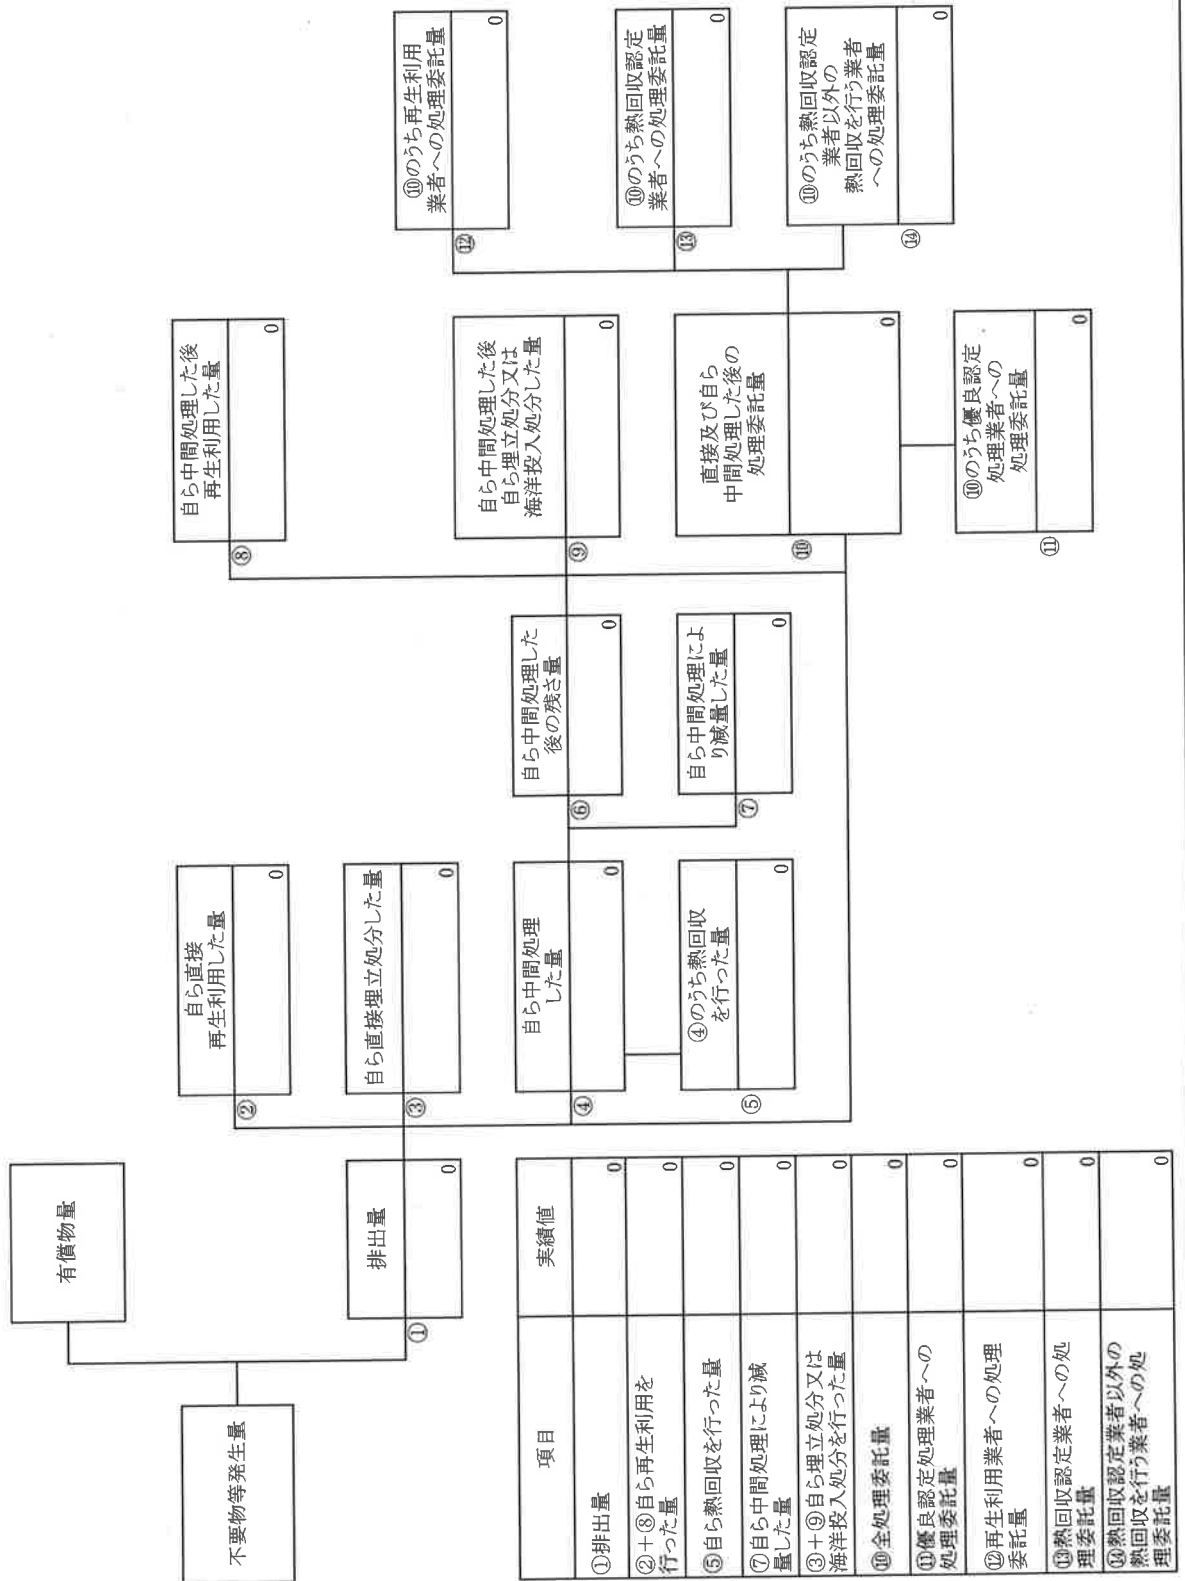 不要物等発生量
有償物量
①
排出量
0
②
自ら直接
再生利用した量
0
③
自ら直接埋立処分した量
0
④
自ら中間処理
した量
0
⑤
④のうち熱回収
を行った量
0
⑥
自ら中間処理した
後の残さ量
0
⑦
自ら中間処理によ
り減量した量
0
⑧
自ら中間処理した後
再生利用した量
0
⑨
自ら中間処理した後
自ら埋立処分又は
海洋投入処分した量
0
⑩
直接及び自ら
中間処理した後の
処理委託量
0
⑪
⑩のうち優良認定
処理業者への
処理委託量
0
⑫
⑩のうち再生利用
業者への処理委託量
0
⑬
⑩のうち熱回収認定
業者への処理委託量
0
⑭
⑩のうち熱回収認定
業者以外の
熱回収を行う業者
への処理委託量
0
項目
実績値
①排出量
0
②+⑧自ら再生利用を
行った量
0
⑤自ら熱回収を行った量
0
⑦自ら中間処理により減
量した量
0
③+⑨自ら埋立処分又は
海洋投入処分を行った量
0
⑩全処理委託量
0
⑪優良認定処理業者への
処理委託量
0
⑫再生利用業者への処理
委託量
0
⑬熱回収認定業者への処
理委託量
0
⑭熱回収認定業者以外の
熱回収を行う業者への処
理委託量
0